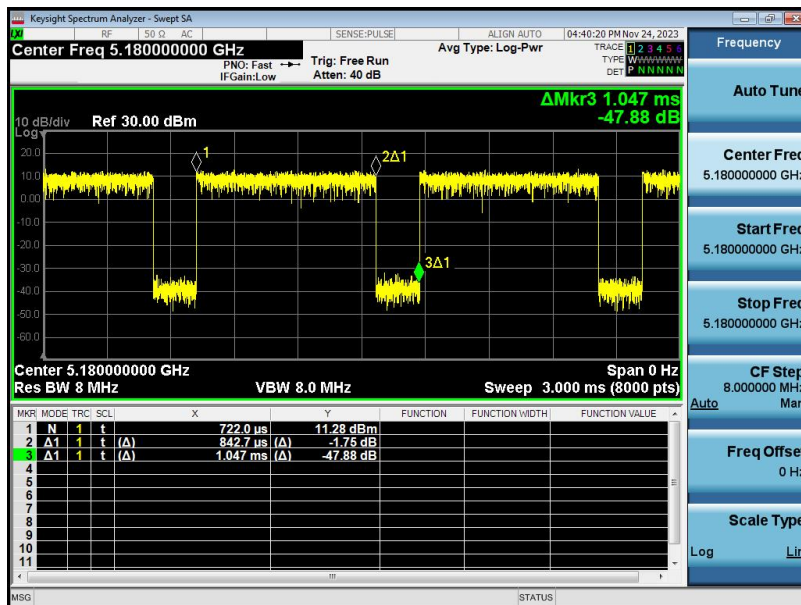 Keysight Spectrum Analyzer - Swept SA
LXI RF 50 Ω AC SENSE:PULSE ALIGN AUTO 04:40:20 PM Nov 24, 2023
Center Freq 5.180000000 GHz
PNO: Fast
IFGain:Low
Trig: Free Run
Atten: 40 dB
Avg Type: Log-Pwr
TRACE 1 2 3 4 5 6
TYPE W
DET P N N N N N
ΔMkr3 1.047 ms
-47.88 dB
10 dB/div Ref 30.00 dBm
Log
20.0
10.0
0.00
-10.0
-20.0
-30.0
-40.0
-50.0
-60.0
1
2Δ1
3Δ1
Center 5.180000000 GHz Span 0 Hz
Res BW 8 MHz VBW 8.0 MHz Sweep 3.000 ms (8000 pts)
MKR MODE TRC SCL X Y FUNCTION FUNCTION WIDTH FUNCTION VALUE
1 N 1 t 722.0 µs 11.28 dBm
2 Δ1 1 t (Δ) 842.7 µs (Δ) -1.75 dB
3 Δ1 1 t (Δ) 1.047 ms (Δ) -47.88 dB
4
5
6
7
8
9
10
11
MSG STATUS
Frequency
Auto Tune
Center Freq
5.180000000 GHz
Start Freq
5.180000000 GHz
Stop Freq
5.180000000 GHz
CF Step
8.000000 MHz
Auto Man
Freq Offset
0 Hz
Scale Type
Log Lin